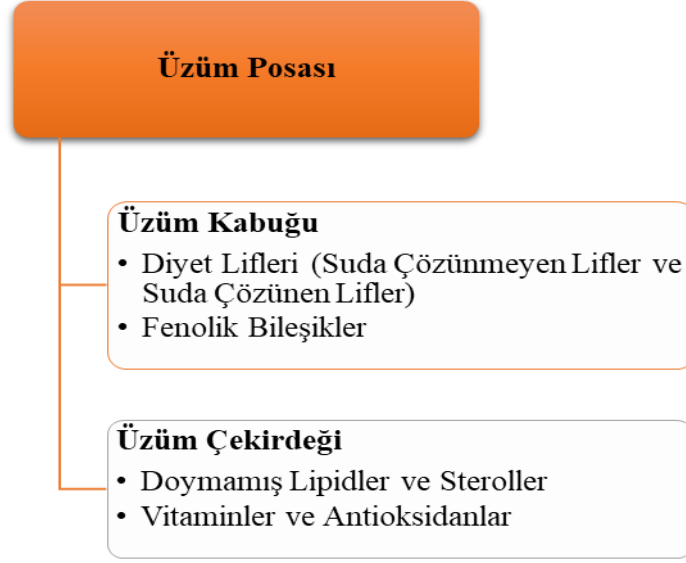 Üzüm Posası
Üzüm Kabuğu
• Diyet Lifleri (Suda Çözünmeyen Lifler ve
Suda Çözünen Lifler)
• Fenolik Bileşikler
Üzüm Çekirdeği
• Doymamış Lipidler ve Steroller
• Vitaminler ve Antioksidanlar